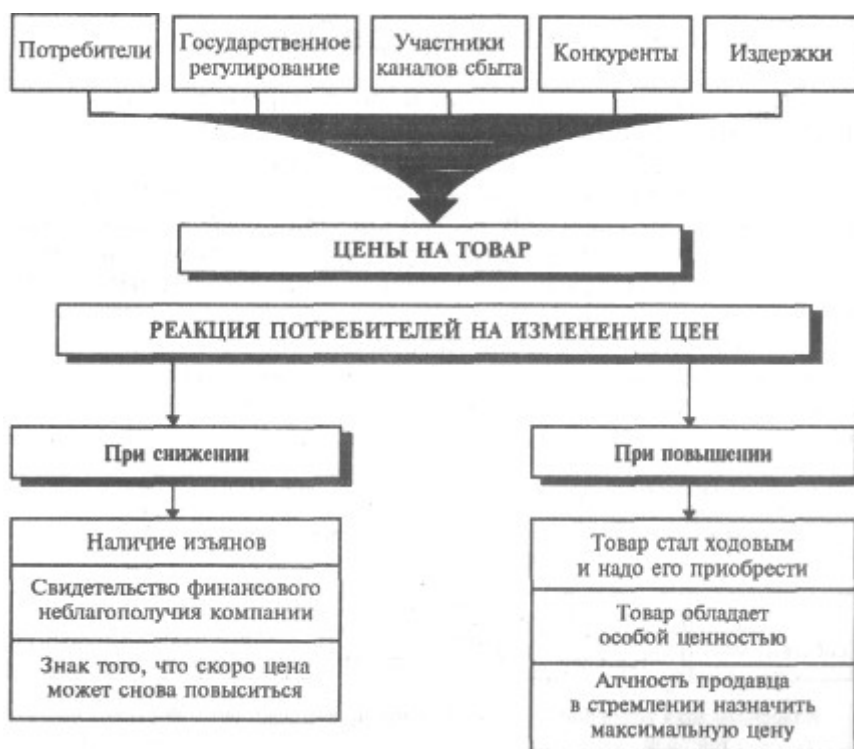 Потребители
Государственное
регулирование
Участники
каналов сбыта
Конкуренты
Издержки
ЦЕНЫ НА ТОВАР
РЕАКЦИЯ ПОТРЕБИТЕЛЕЙ НА ИЗМЕНЕНИЕ ЦЕН
При снижении
Наличие изъянов
Свидетельство финансового
неблагополучия компании
Знак того, что скоро цена
может снова повыситься
При повышении
Товар стал ходовым
и надо его приобрести
Товар обладает
особой ценностью
Алчность продавца
в стремлении назначить
максимальную цену